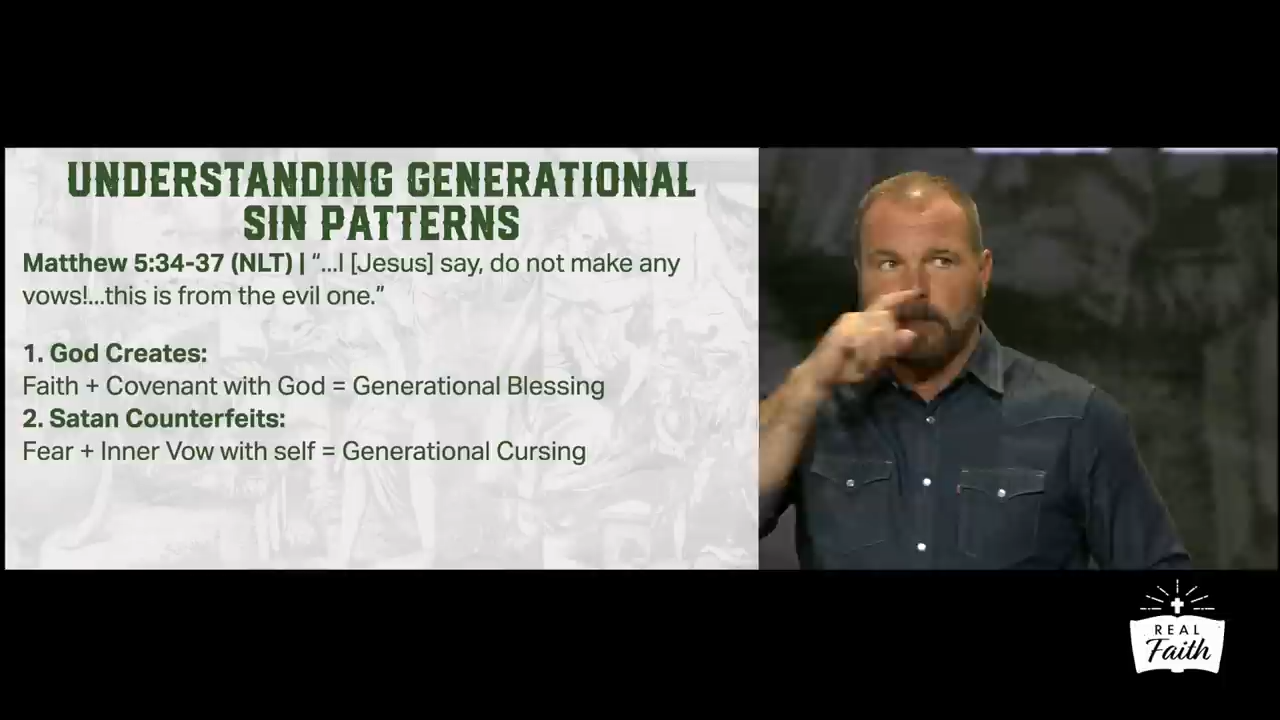 UNDERSTANDING GENERATIONAL
SIN PATTERNS
Matthew 5:34-37 (NLT) | “...I [Jesus] say, do not make any
vows!...this is from the evil one.”
1. God Creates:
Faith + Covenant with God = Generational Blessing
2. Satan Counterfeits:
Fear + Inner Vow with self = Generational Cursing
REAL
Faith